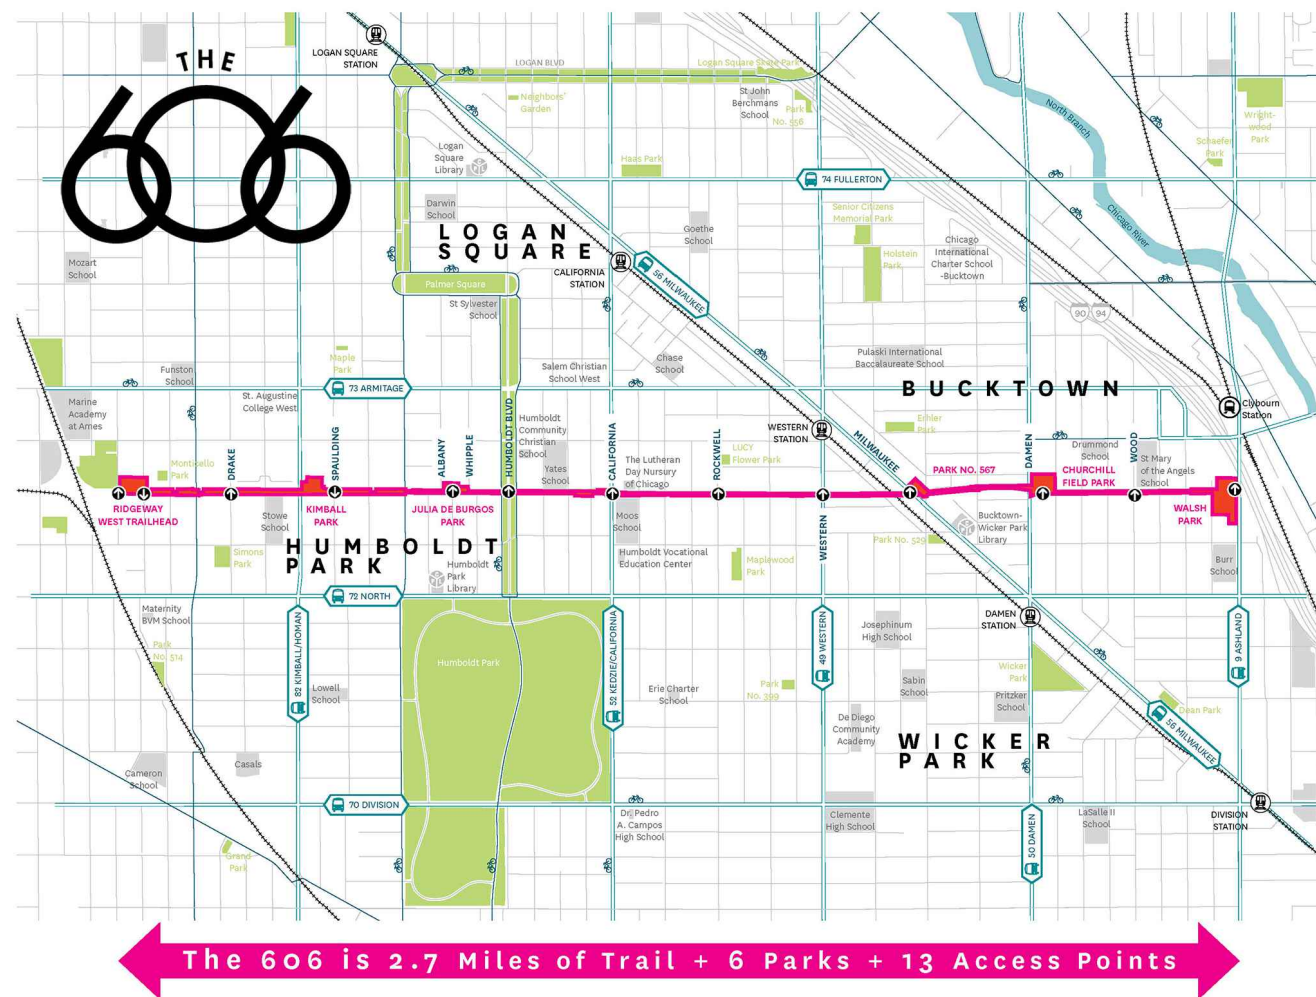 THE
606
LOGAN SQUARE
STATION
LOGAN BLVD
Logan Square Skate Park
Neighbors'
Garden
St John
Berchmans
School
Park
No. 556
North Branch
Wright-
wood
Park
Schaefer
Park
Logan
Square
Library
Haas Park
74 FULLERTON
Darwin
School
Senior Citizens
Memorial Park
Chicago River
LOGAN
SQUARE
Goethe
School
Chicago
International
Charter School
-Bucktown
Holstein
Park
Mozart
School
CALIFORNIA
STATION
56 MILWAUKEE
Palmer Square
St Sylvester
School
90 94
Maple
Park
Funston
School
Salem Christian
School West
Chase
School
Pulaski International
Baccalaureate School
73 ARMITAGE
BUCKTOWN
Marine
Academy
at Ames
St. Augustine
College West
HUMBOLDT BLVD
Humboldt
Community
Christian
School
Clybourn
Station
WESTERN
STATION
Ehler
Park
MILWAUKEE
DRAKE
SPAULDING
ALBANY
WHIPPLE
CALIFORNIA
ROCKWELL
DAMEN
WOOD
Drummond
School
LUCY
Flower Park
Monticello
Park
Yates
School
The Lutheran
Day Nursury
of Chicago
PARK NO. 567
CHURCHILL
FIELD PARK
St Mary
of the Angels
School
RIDGEWAY
WEST TRAILHEAD
KIMBALL
PARK
JULIA DE BURGOS
PARK
WALSH
PARK
Stowe
School
Moos
School
WESTERN
Bucktown-
Wicker Park
Library
Park No. 529
HUMBOLDT
PARK
Simons
Park
Humboldt
Park
Library
Humboldt Vocational
Education Center
Maplewood
Park
Burr
School
72 NORTH
Maternity
BVM School
82 KIMBALL/HOMAN
52 KEDZIE/CALIFORNIA
49 WESTERN
9 ASHLAND
DAMEN
STATION
Josephinum
High School
Park
No. 514
Humboldt Park
Wicker
Park
Lowell
School
Erie Charter
School
Park
No. 399
Sabin
School
Pritzker
School
Dean Park
56 MILWAUKEE
De Diego
Community
Academy
WICKER
PARK
Cameron
School
Casals
70 DIVISION
Dr. Pedro
A. Campos
High School
Clemente
High School
50 DAMEN
LaSalle II
School
DIVISION
STATION
Grand
Park
The 606 is 2.7 Miles of Trail + 6 Parks + 13 Access Points